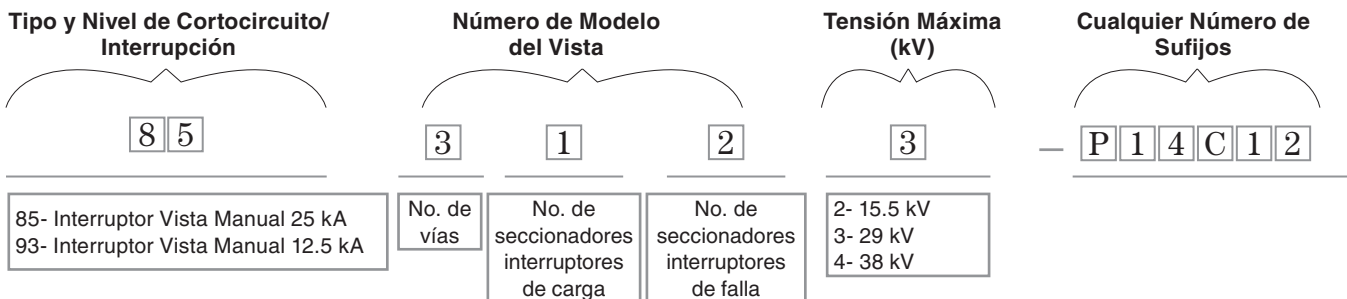 Tipo y Nivel de Cortocircuito/
Interrupción
Número de Modelo
del Vista
Tensión Máxima
(kV)
Cualquier Número de
Sufijos
8 5
3
1
2
3
– P 1 4 C 1 2
85- Interruptor Vista Manual 25 kA
93- Interruptor Vista Manual 12.5 kA
No. de
vías
No. de
seccionadores
interruptores
de carga
No. de
seccionadores
interruptores
de falla
2- 15.5 kV
3- 29 kV
4- 38 kV